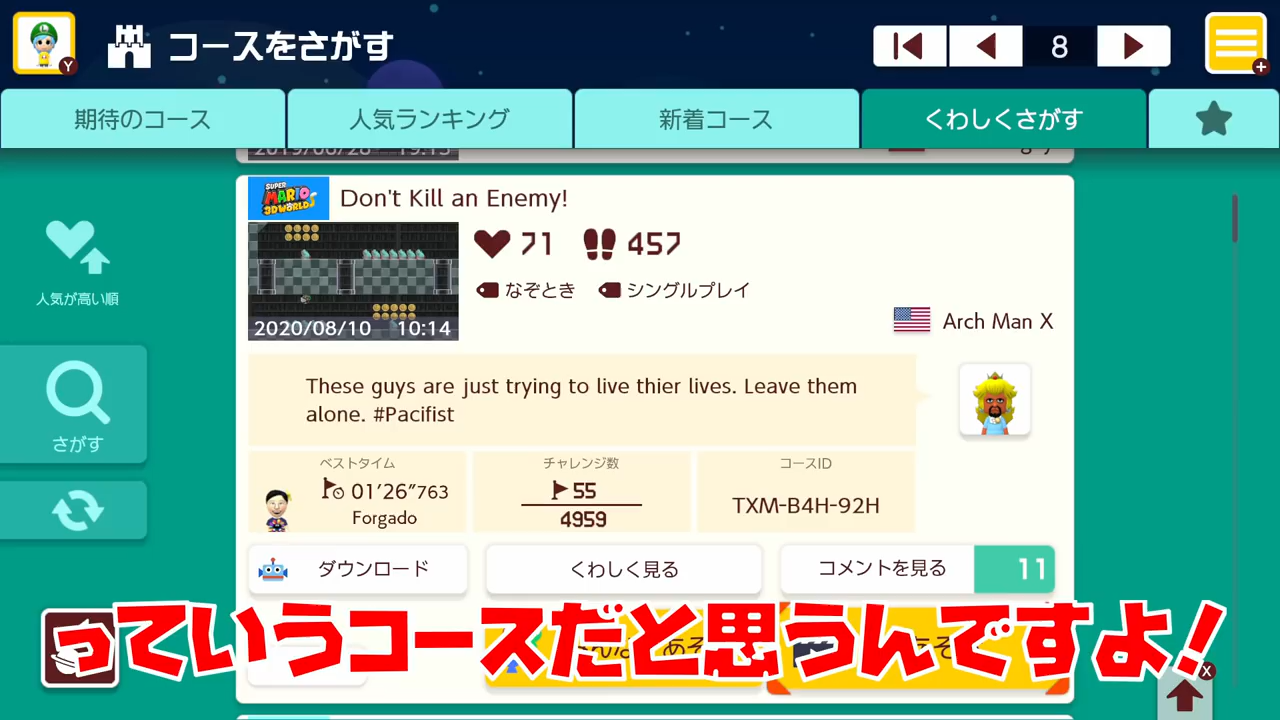 コースをさがす
8
Y
+
期待のコース
人気ランキング
新着コース
くわしくさがす
SUPER MARIO 3D WORLD
Don't Kill an Enemy!
71
457
なぞとき
シングルプレイ
2020/08/10 10:14
Arch Man X
These guys are just trying to live thier lives. Leave them
alone. #Pacifist
人気が高い順
さがす
ベストタイム
01'26"763
Forgado
チャレンジ数
55
4959
コースID
TXM-B4H-92H
ダウンロード
くわしく見る
コメントを見る
11
っていうコースだと思うんですよ!
X